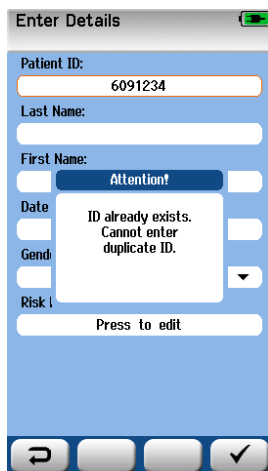 Enter Details
Patient ID:
6091234
Last Name:
First Name:
Attention!
ID already exists.
Cannot enter
duplicate ID.
Date
Gend
Risk
Press to edit